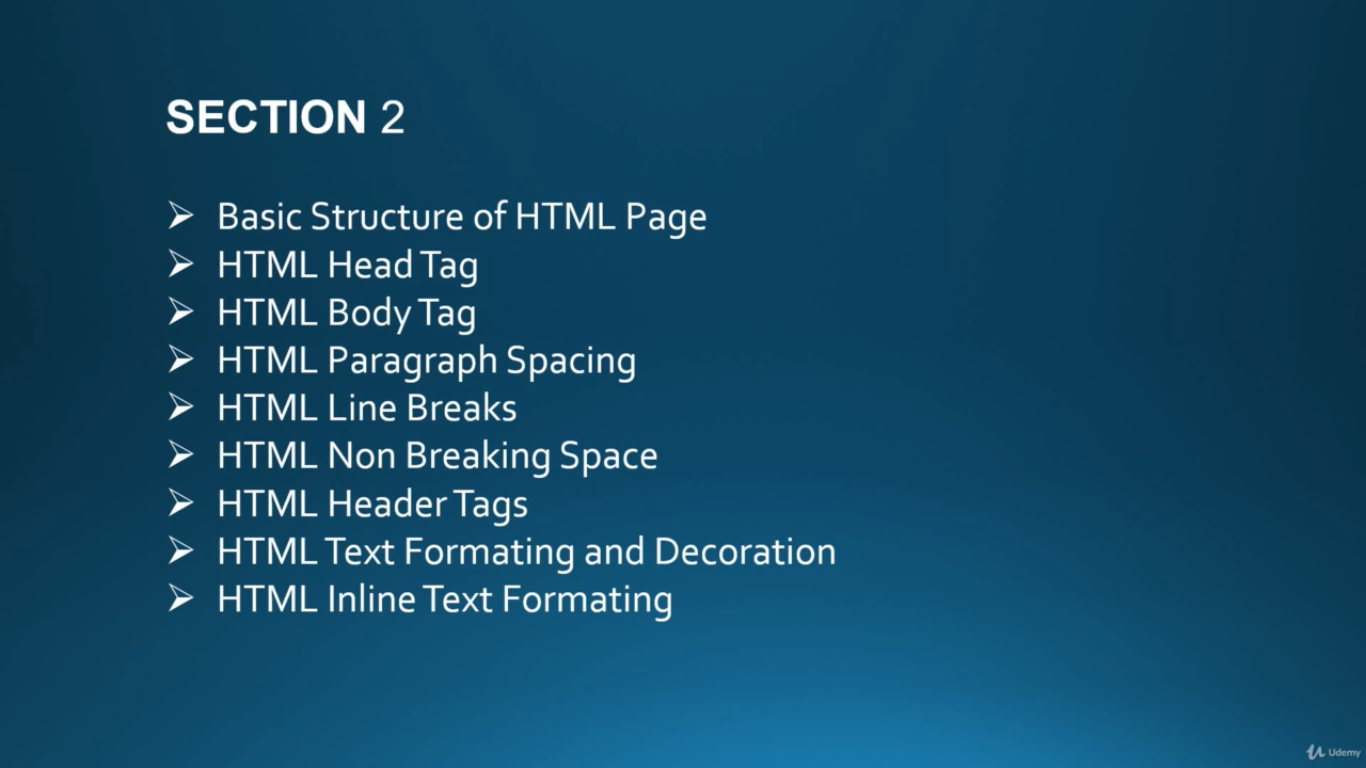 SECTION 2
➢ Basic Structure of HTML Page
➢ HTML Head Tag
➢ HTML Body Tag
➢ HTML Paragraph Spacing
➢ HTML Line Breaks
➢ HTML Non Breaking Space
➢ HTML Header Tags
➢ HTML Text Formating and Decoration
➢ HTML Inline Text Formating
Udemy